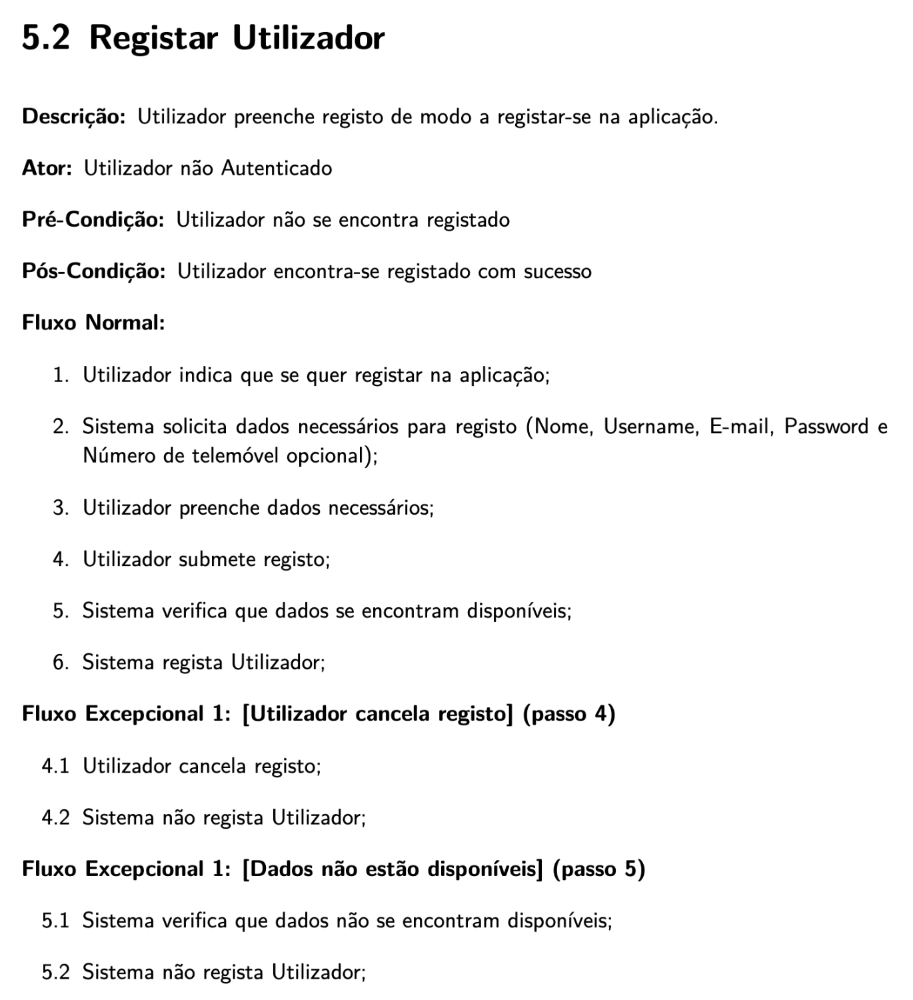 5.2 Registar Utilizador
Descrição: Utilizador preenche registo de modo a registar-se na aplicação.
Ator: Utilizador não Autenticado
Pré-Condição: Utilizador não se encontra registado
Pós-Condição: Utilizador encontra-se registado com sucesso
Fluxo Normal:
1. Utilizador indica que se quer registar na aplicação;
2. Sistema solicita dados necessários para registo (Nome, Username, E-mail, Password e
Número de telemóvel opcional);
3. Utilizador preenche dados necessários;
4. Utilizador submete registo;
5. Sistema verifica que dados se encontram disponíveis;
6. Sistema regista Utilizador;
Fluxo Excepcional 1: [Utilizador cancela registo] (passo 4)
4.1 Utilizador cancela registo;
4.2 Sistema não regista Utilizador;
Fluxo Excepcional 1: [Dados não estão disponíveis] (passo 5)
5.1 Sistema verifica que dados não se encontram disponíveis;
5.2 Sistema não regista Utilizador;